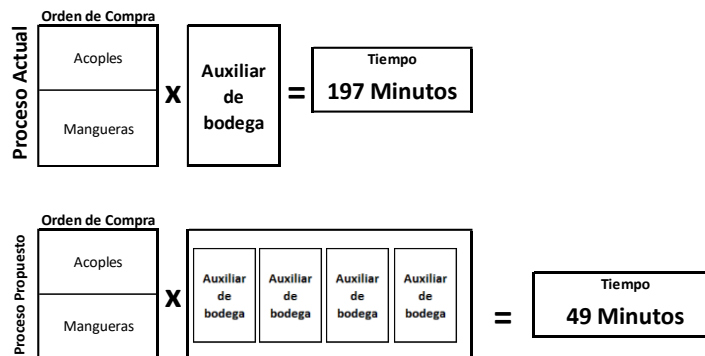 Proceso Actual
Orden de Compra
Acoples
Mangueras
X
Auxiliar
de
bodega
=
Tiempo
197 Minutos
Proceso Propuesto
Orden de Compra
Acoples
Mangueras
X
Auxiliar
de
bodega
Auxiliar
de
bodega
Auxiliar
de
bodega
Auxiliar
de
bodega
=
Tiempo
49 Minutos